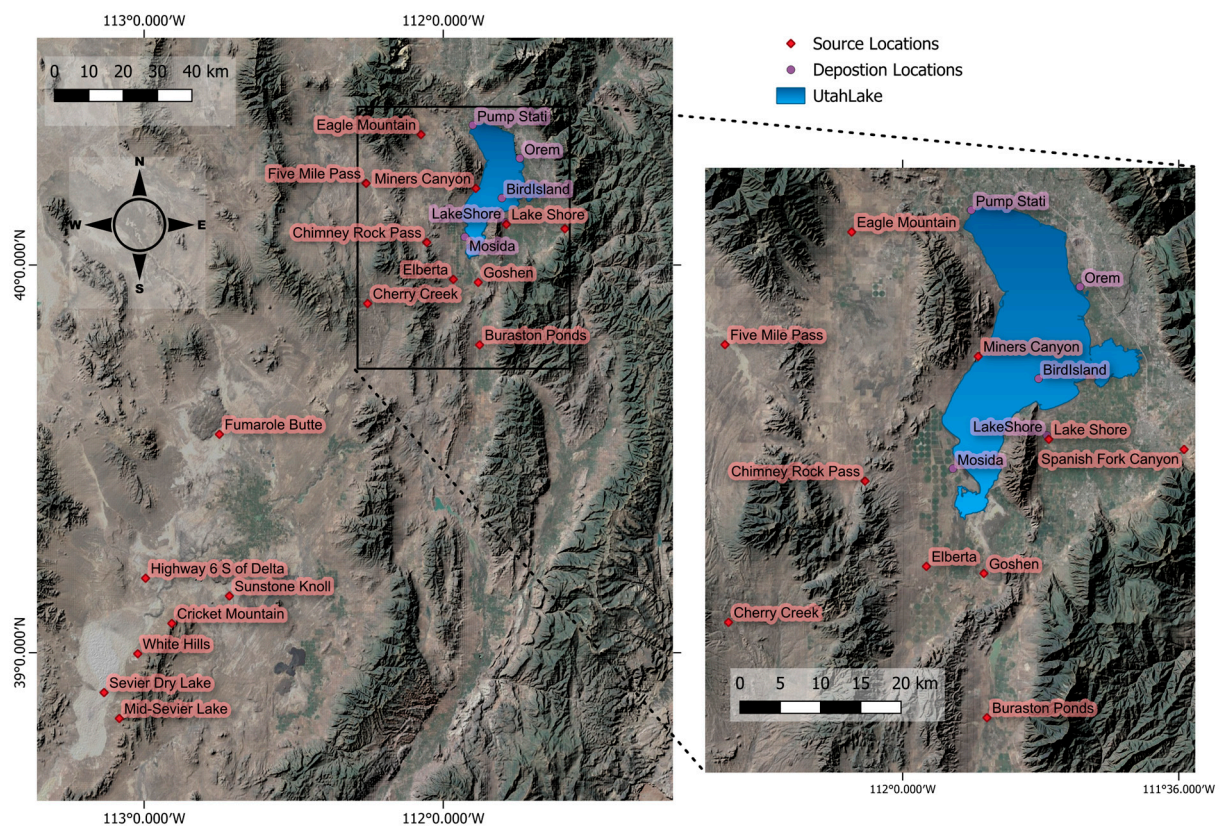 113°0.000'W 112°0.000'W
0 10 20 30 40 km
N
W E
S
40°0.000'N
39°0.000'N
Eagle Mountain
Pump Stati
Orem
Five Mile Pass
Miners Canyon
BirdIsland
LakeShore
Lake Shore
Chimney Rock Pass
Mosida
Elberta
Goshen
Cherry Creek
Buraston Ponds
Fumarole Butte
Highway 6 S of Delta
Sunstone Knoll
Cricket Mountain
White Hills
Sevier Dry Lake
Mid-Sevier Lake
113°0.000'W 112°0.000'W
Source Locations
Depostion Locations
UtahLake
Pump Stati
Eagle Mountain
Orem
Five Mile Pass
Miners Canyon
BirdIsland
LakeShore
Lake Shore
Spanish Fork Canyon
Mosida
Chimney Rock Pass
Elberta
Goshen
Cherry Creek
0 5 10 15 20 km
Buraston Ponds
112°0.000'W 111°36.000'W